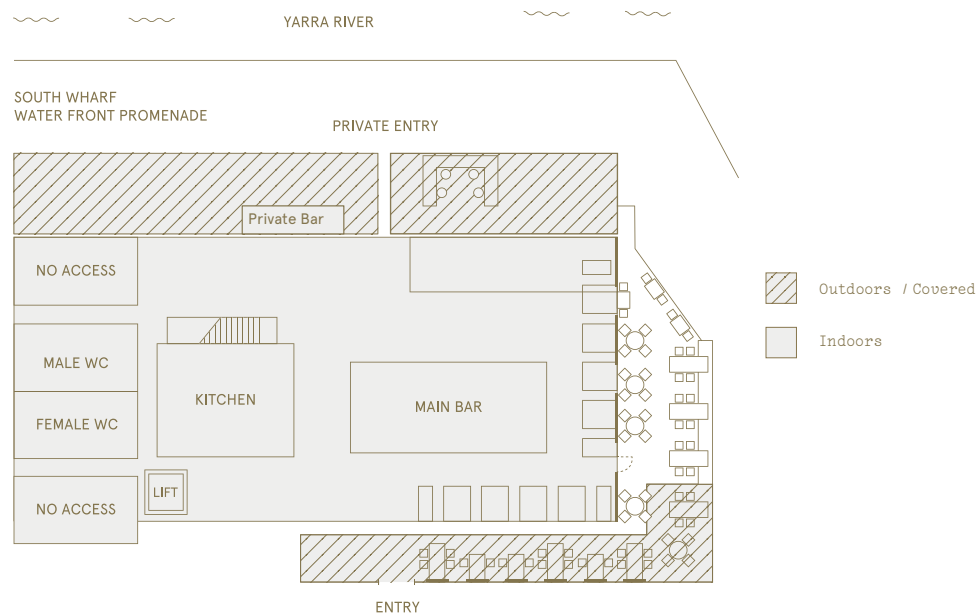 YARRA RIVER
SOUTH WHARF
WATER FRONT PROMENADE
PRIVATE ENTRY
Private Bar
NO ACCESS
Outdoors / Covered
Indoors
MALE WC
KITCHEN
MAIN BAR
FEMALE WC
LIFT
NO ACCESS
ENTRY